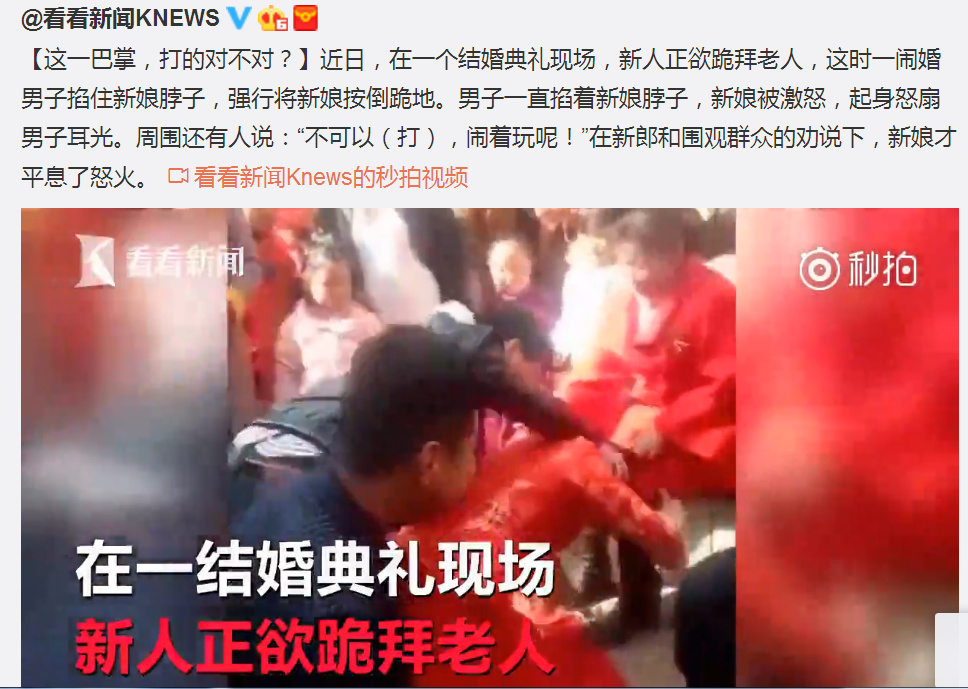 @看看新闻KNEWS
【这一巴掌，打的对不对？】近日，在一个结婚典礼现场，新人正欲跪拜老人，这时一闹婚
男子掐住新娘脖子，强行将新娘按倒跪地。男子一直掐着新娘脖子，新娘被激怒，起身怒扇
男子耳光。周围还有人说：“不可以（打），闹着玩呢！”在新郎和围观群众的劝说下，新娘才
平息了怒火。 看看新闻Knews的秒拍视频
看看新闻
秒拍
在一结婚典礼现场
新人正欲跪拜老人